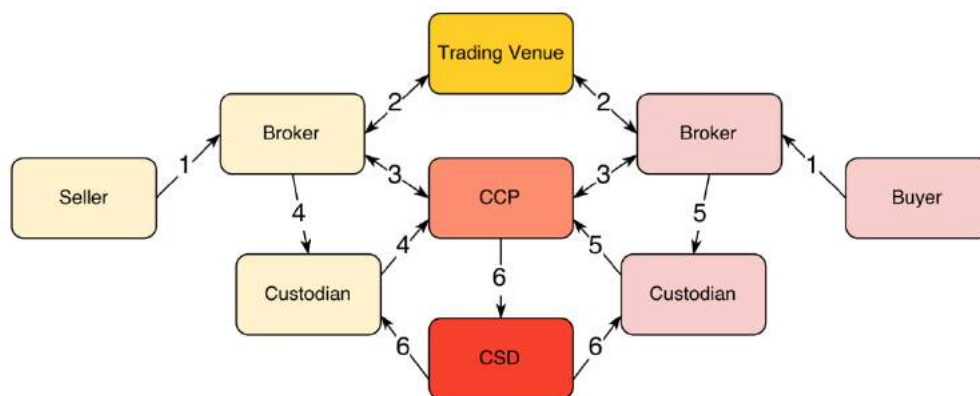 Trading Venue
2
2
Broker
Broker
1
3
3
1
Seller
CCP
Buyer
4
5
4
5
6
Custodian
Custodian
6
CSD
6